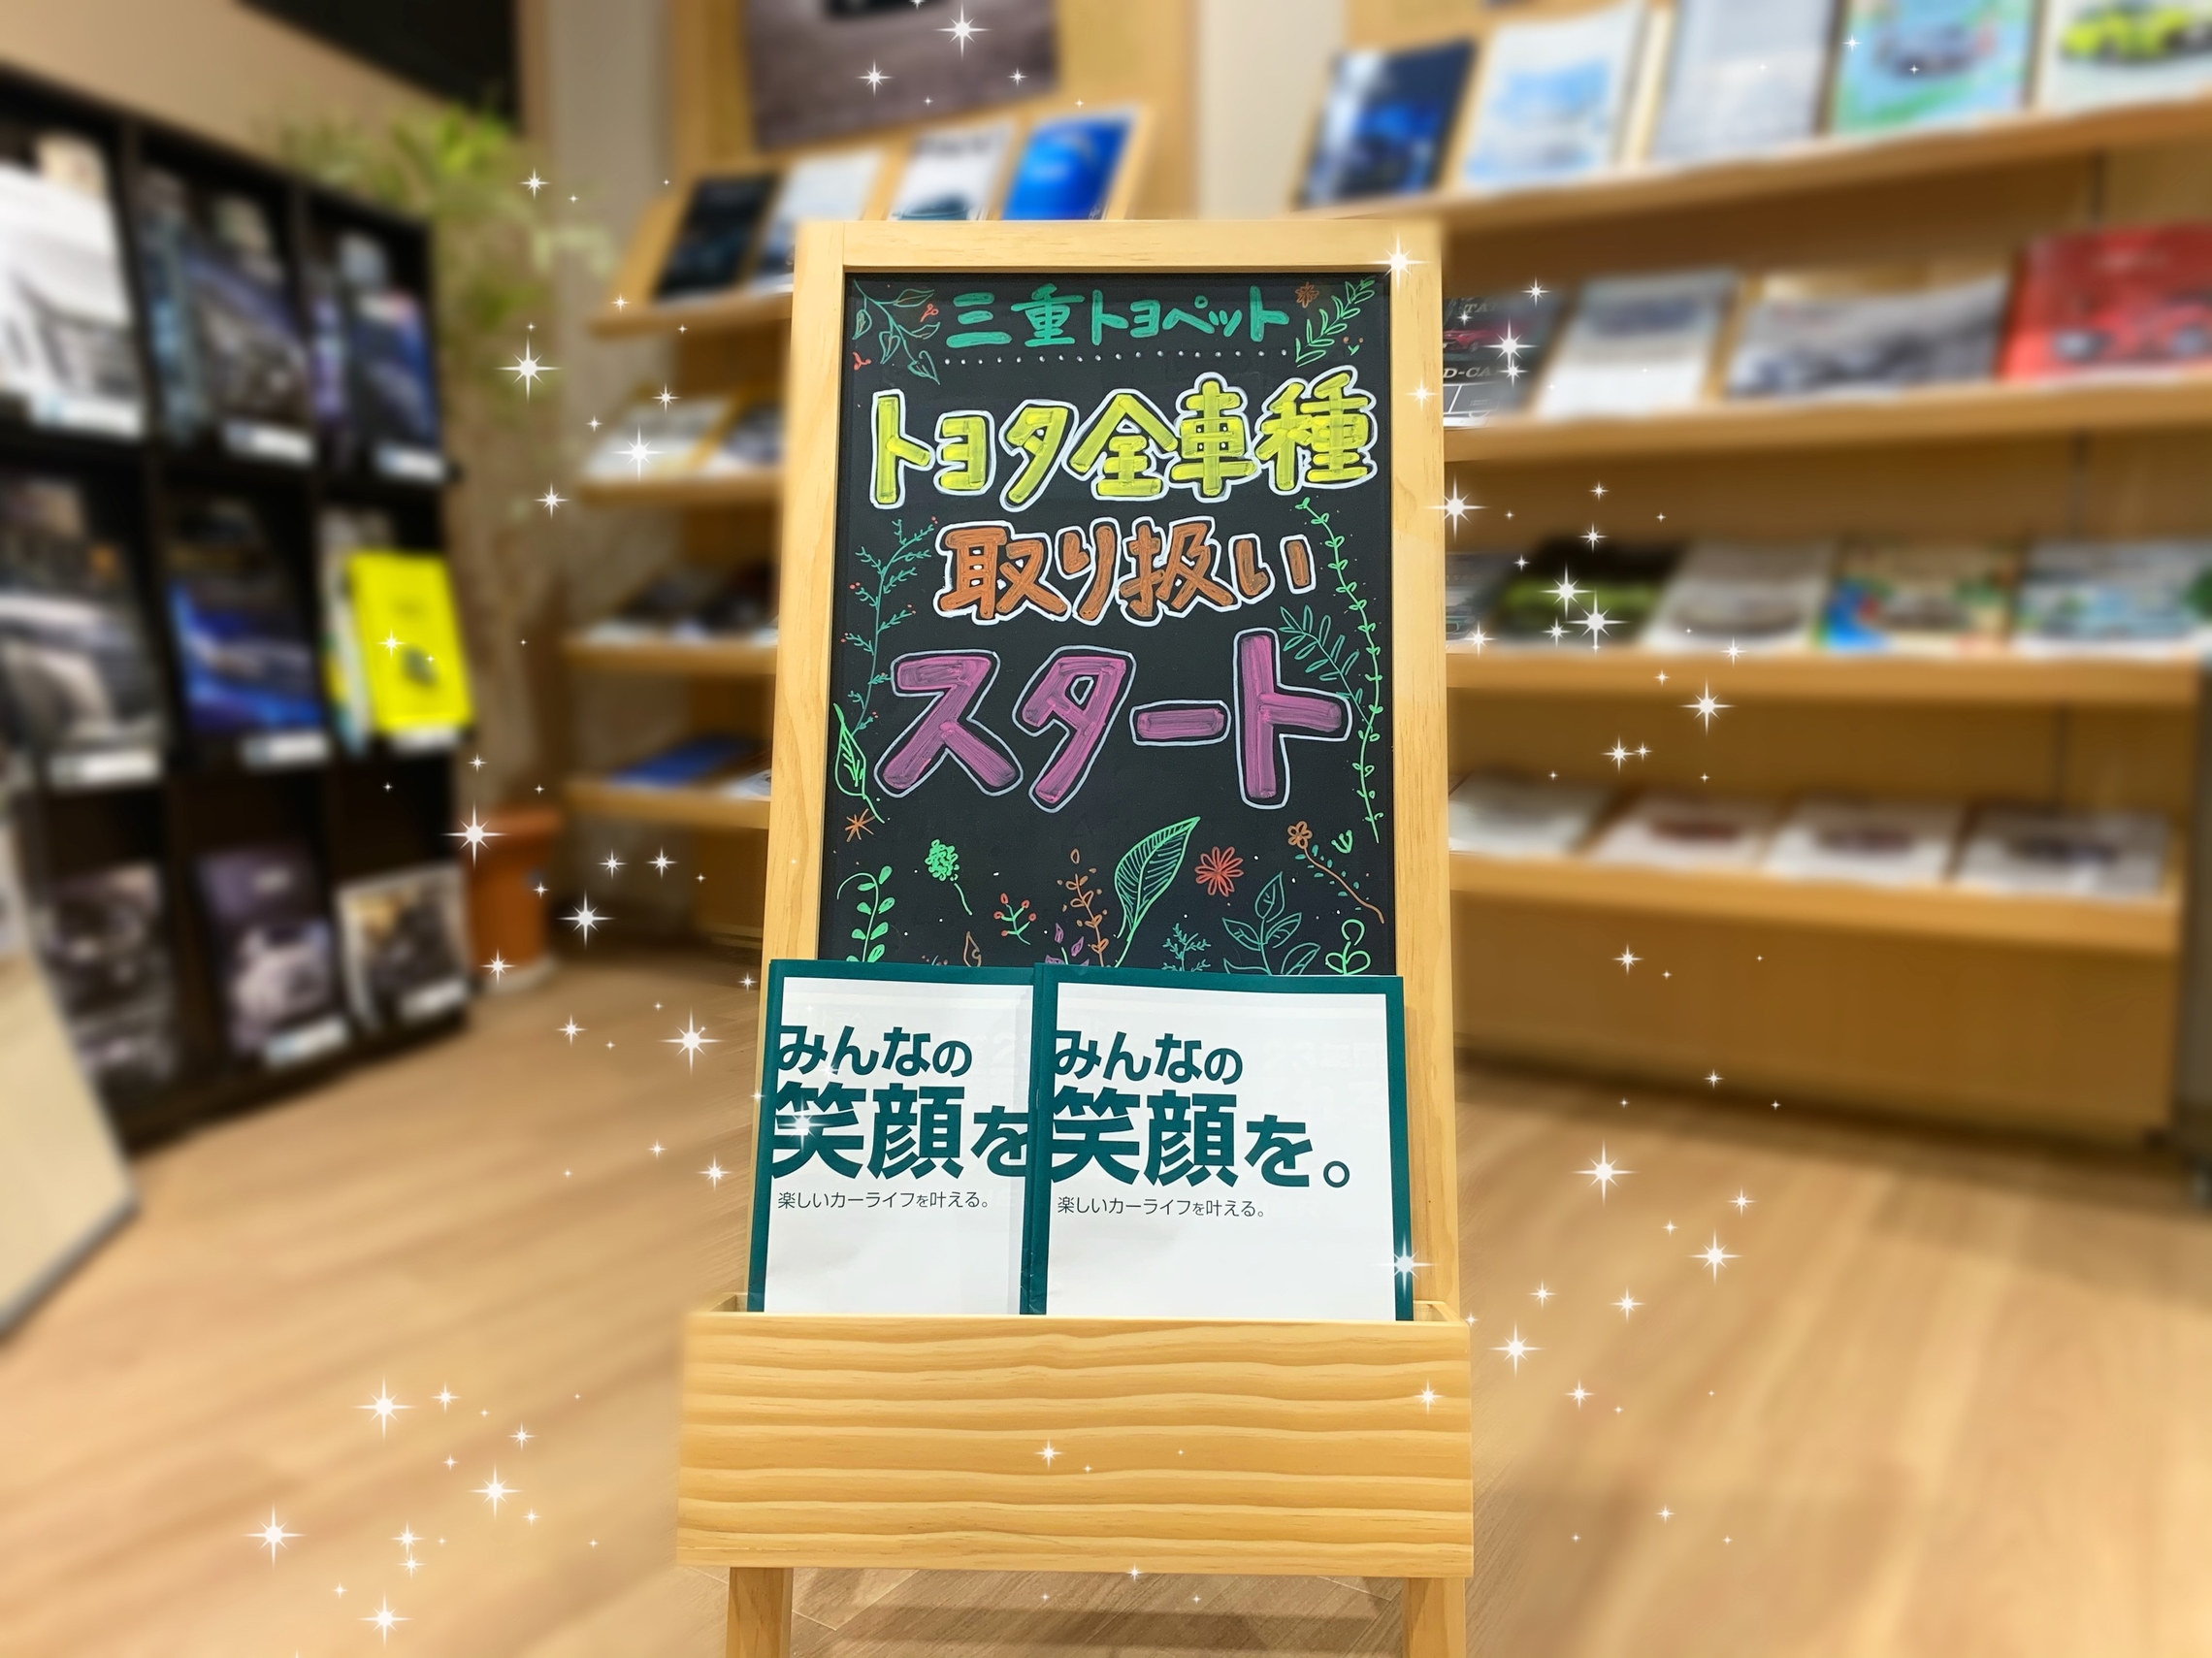 三重トヨペット
トヨタ全車種
取り扱い
スタート
みんなの
笑顔を
楽しいカーライフを叶える。
みんなの
笑顔を。
楽しいカーライフを叶える。